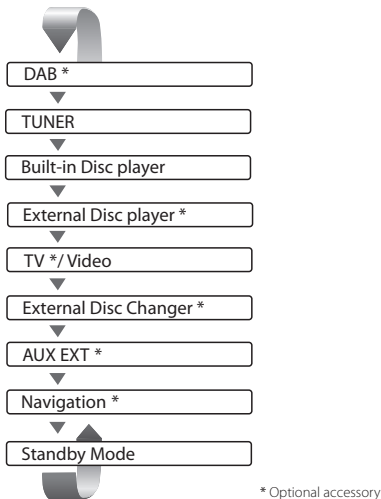 DAB *
TUNER
Built-in Disc player
External Disc player *
TV */ Video
External Disc Changer *
AUX EXT *
Navigation *
Standby Mode
* Optional accessory